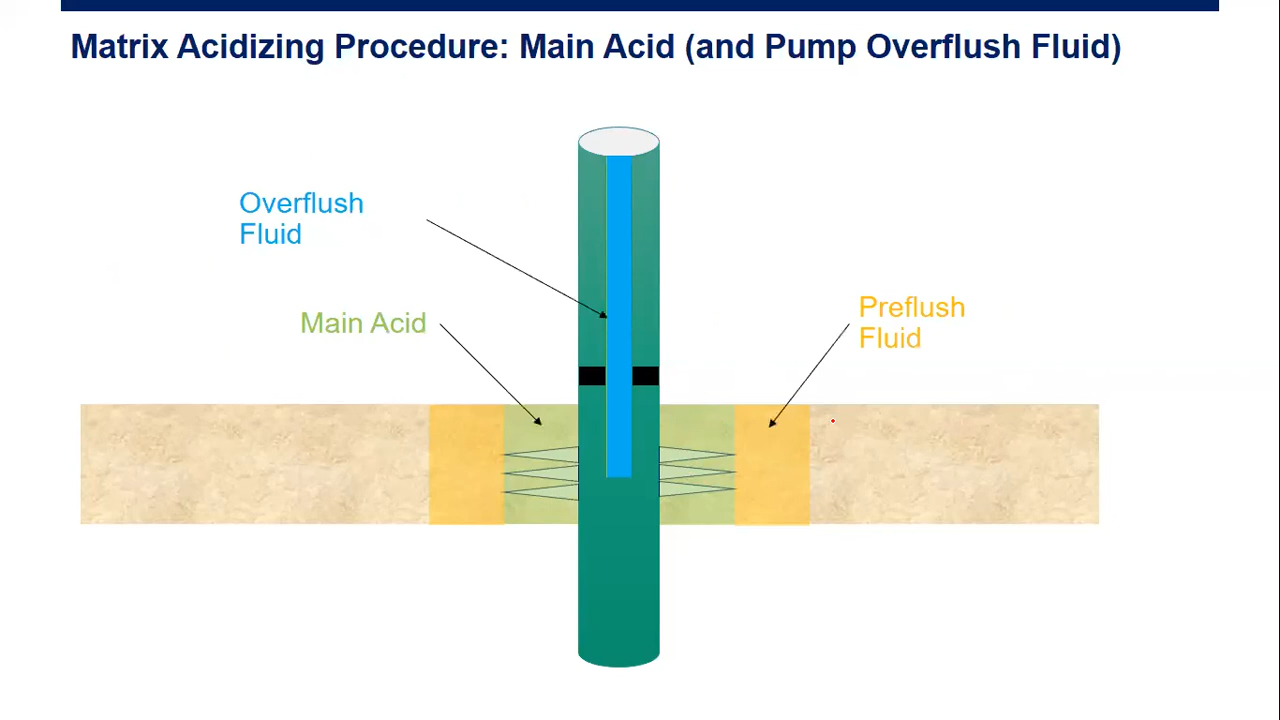 Matrix Acidizing Procedure: Main Acid (and Pump Overflush Fluid)
Overflush
Fluid
Main Acid
Preflush
Fluid